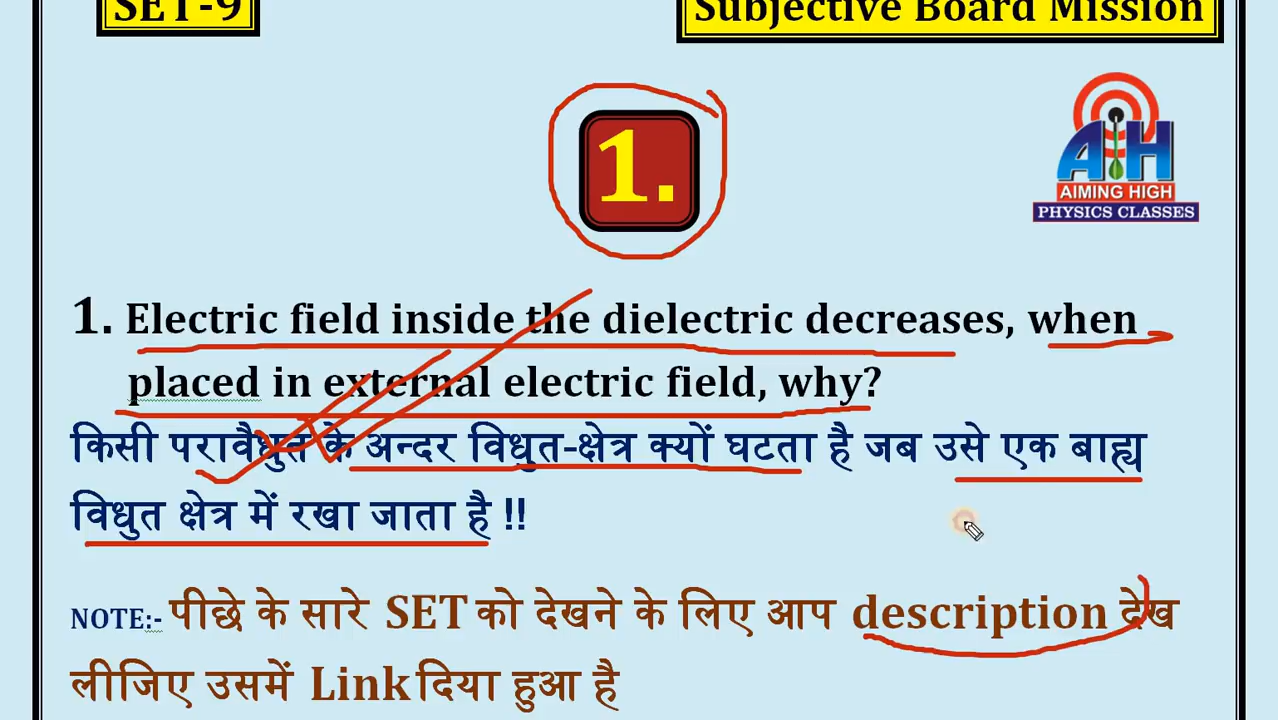 SET-9
Subjective Board Mission
1.
AIMING HIGH
PHYSICS CLASSES
1. Electric field inside the dielectric decreases, when
placed in external electric field, why?
किसी परावैधुत के अन्दर विधुत-क्षेत्र क्यों घटता है जब उसे एक बाह्य
विधुत क्षेत्र में रखा जाता है !!
NOTE:- पीछे के सारे SET को देखने के लिए आप description देख
लीजिए उसमें Link दिया हुआ है